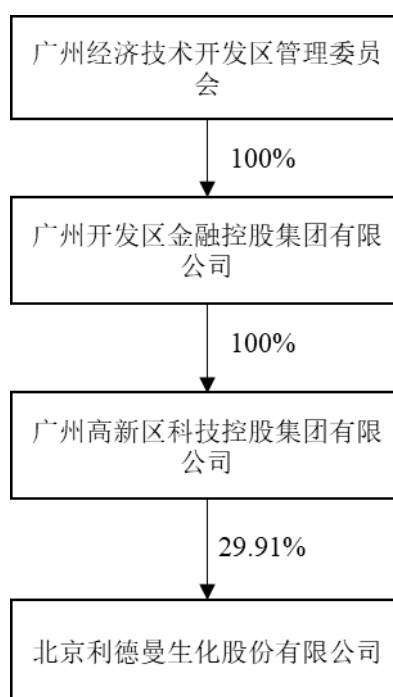 广州经济技术开发区管理委员
会
100%
广州开发区金融控股集团有限
公司
100%
广州高新区科技控股集团有限
公司
29.91%
北京利德曼生化股份有限公司